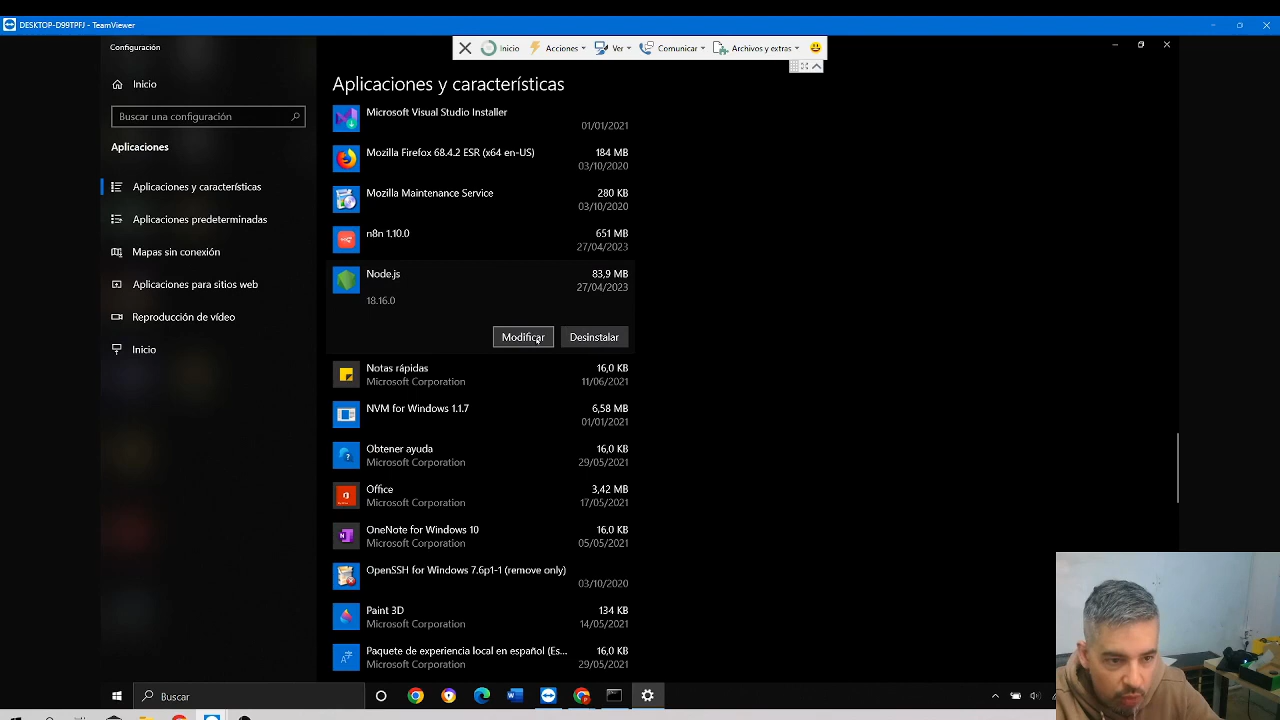 DESKTOP-D99TPFJ - TeamViewer
Configuración
Inicio
Acciones
Ver
Comunicar
Archivos y extras
Inicio
Buscar una configuración
Aplicaciones
Aplicaciones y características
Aplicaciones predeterminadas
Mapas sin conexión
Aplicaciones para sitios web
Reproducción de vídeo
Inicio
Aplicaciones y características
Microsoft Visual Studio Installer
01/01/2021
Mozilla Firefox 68.4.2 ESR (x64 en-US) 184 MB
03/10/2020
Mozilla Maintenance Service 280 KB
03/10/2020
n8n 1.10.0 651 MB
27/04/2023
Node.js 83,9 MB
27/04/2023
18.16.0
Modificar Desinstalar
Notas rápidas 16,0 KB
Microsoft Corporation 11/06/2021
NVM for Windows 1.1.7 6,58 MB
01/01/2021
Obtener ayuda 16,0 KB
Microsoft Corporation 29/05/2021
Office 3,42 MB
Microsoft Corporation 17/05/2021
OneNote for Windows 10 16,0 KB
Microsoft Corporation 05/05/2021
OpenSSH for Windows 7.6p1-1 (remove only)
03/10/2020
Paint 3D 134 KB
Microsoft Corporation 14/05/2021
Paquete de experiencia local en español (Es... 16,0 KB
Microsoft Corporation 29/05/2021
Buscar